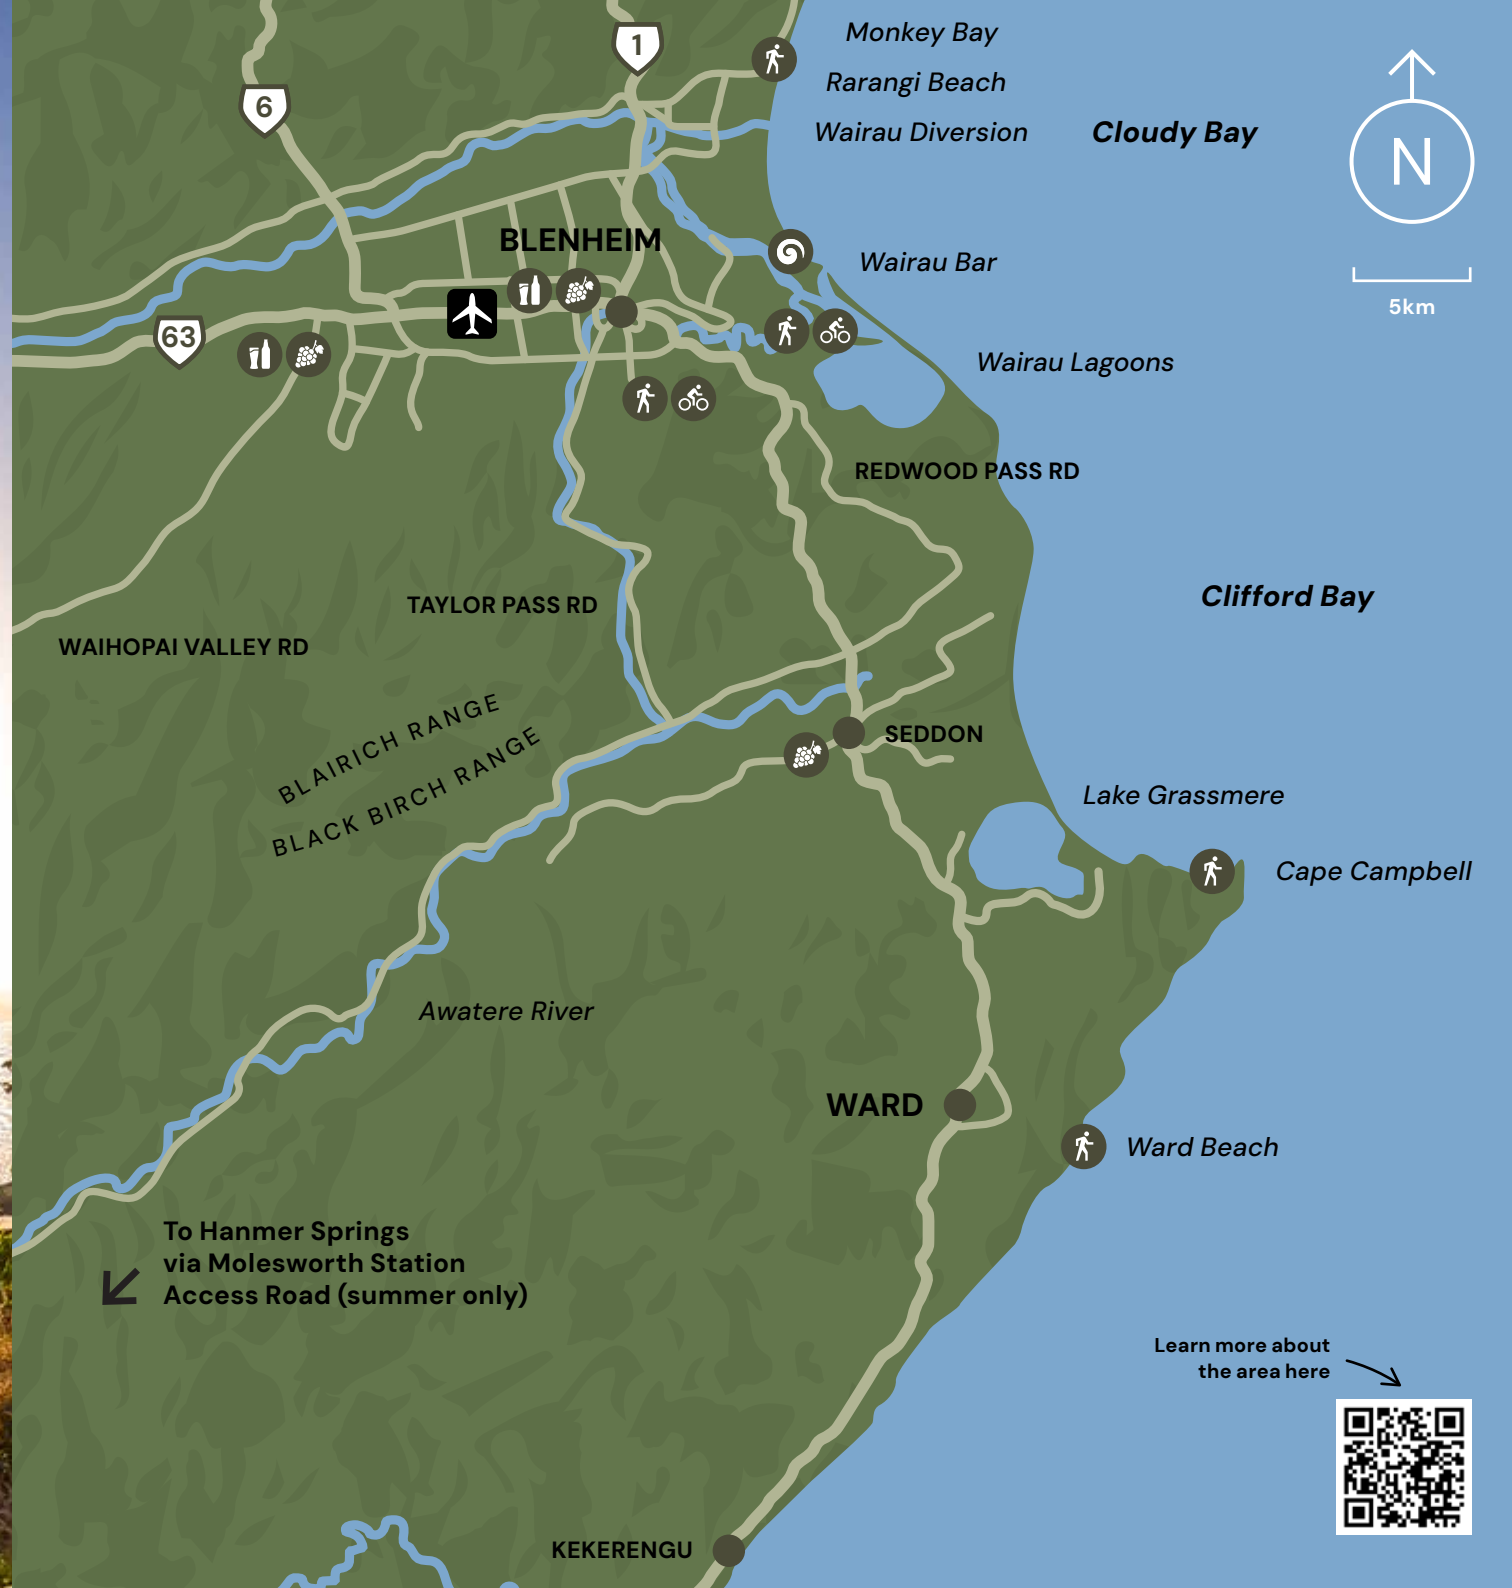 Monkey Bay
1
Rarangi Beach
6
Wairau Diversion
Cloudy Bay
N
BLENHEIM
Wairau Bar
5km
63
Wairau Lagoons
REDWOOD PASS RD
Clifford Bay
TAYLOR PASS RD
WAIHOPAI VALLEY RD
BLAIRICH RANGE
BLACK BIRCH RANGE
SEDDON
Lake Grassmere
Cape Campbell
Awatere River
WARD
Ward Beach
To Hanmer Springs
via Molesworth Station
Access Road (summer only)
Learn more about
the area here
KEKERENGU